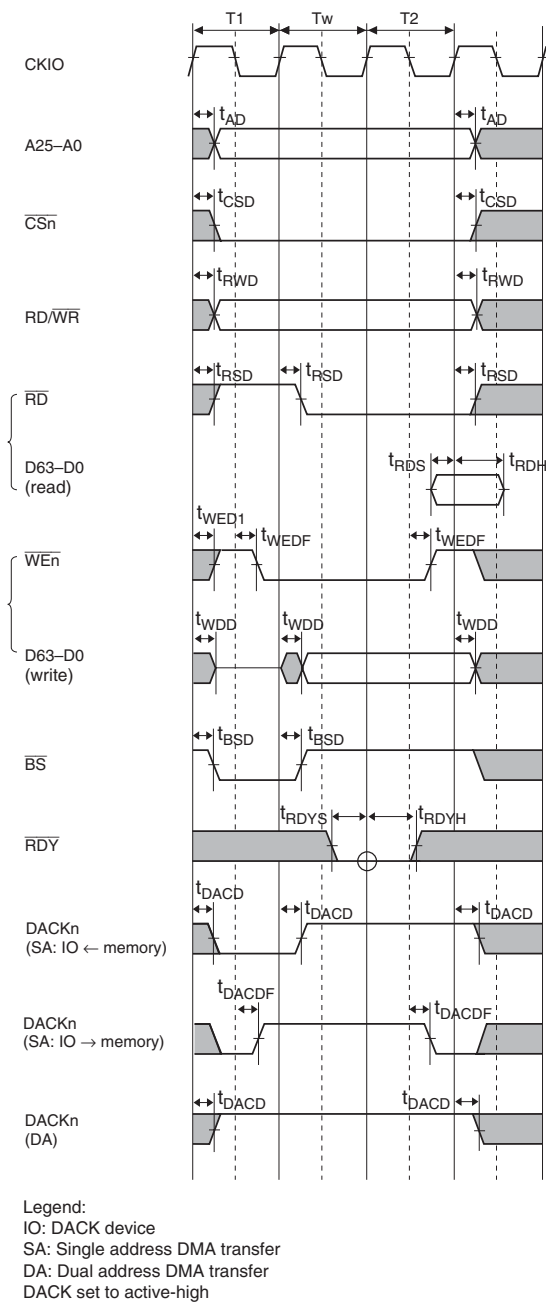 T1 Tw T2
CKIO
tAD tAD
A25–A0
tCSD tCSD
CSn
tRWD tRWD
RD/WR
tRSD tRSD tRSD
RD
tRDS tRDH
D63–D0
(read)
tWED1
tWEDF tWEDF
WEn
tWDD tWDD tWDD
D63–D0
(write)
tBSD tBSD
BS
tRDYS tRDYH
RDY
tDACD tDACD tDACD
DACKn
(SA: IO ← memory)
tDACDF tDACDF
DACKn
(SA: IO → memory)
tDACD tDACD
DACKn
(DA)
Legend:
IO: DACK device
SA: Single address DMA transfer
DA: Dual address DMA transfer
DACK set to active-high